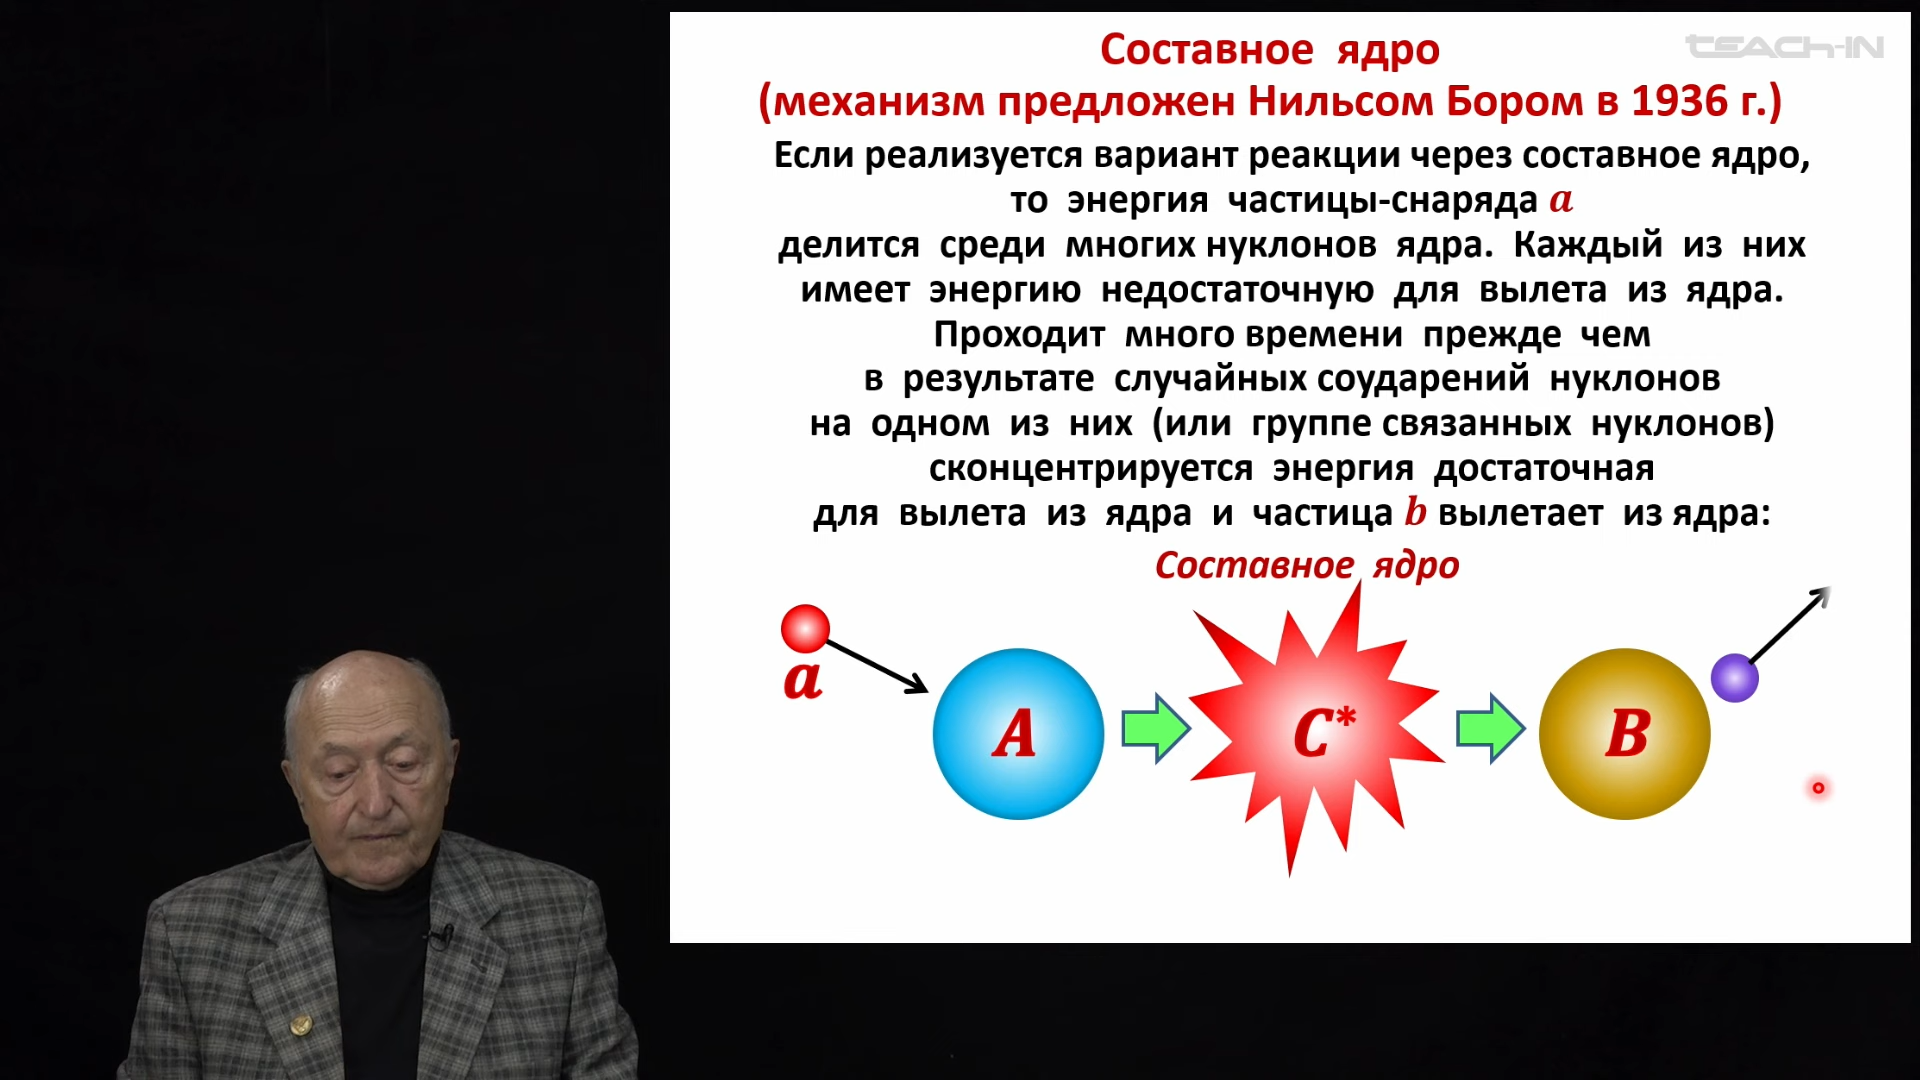 TEACH-IN
Составное ядро
(механизм предложен Нильсом Бором в 1936 г.)
Если реализуется вариант реакции через составное ядро,
то энергия частицы-снаряда a
делится среди многих нуклонов ядра. Каждый из них
имеет энергию недостаточную для вылета из ядра.
Проходит много времени прежде чем
в результате случайных соударений нуклонов
на одном из них (или группе связанных нуклонов)
сконцентрируется энергия достаточная
для вылета из ядра и частица b вылетает из ядра:
Составное ядро
a
A
C*
B